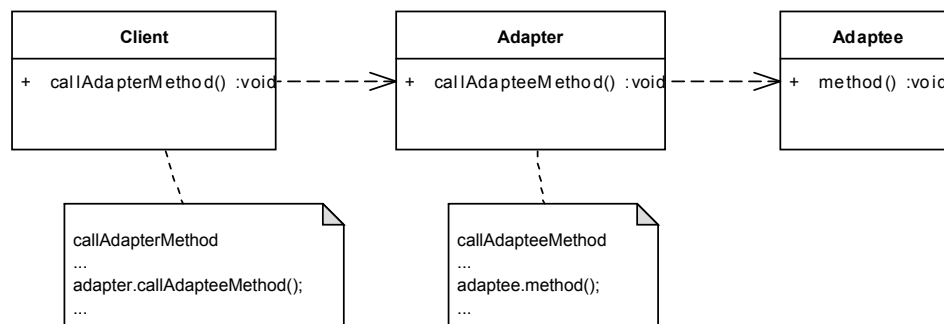 Client
+ callAdapterMethod() :void
Adapter
+ callAdapteeMethod() :void
Adaptee
+ method() :void
callAdapterMethod
...
adapter.callAdapteeMethod();
...
callAdapteeMethod
...
adaptee.method();
...